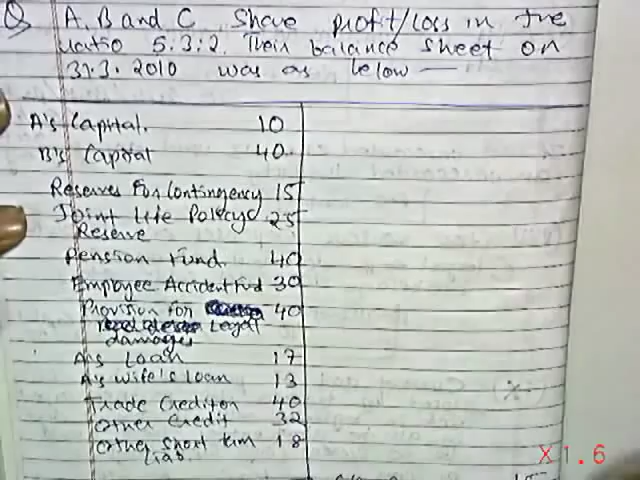 Q A, B and C Share profit/loss in the
ratio 5:3:2. Their balance sheet on
31.3.2010 was as below —
A's Capital. 10
B's Capital 40
Reserves For Contingency 15
Joint Life Policy 25
Reserve
Pension Fund 40
Employee Accident Fud 30
Provision For 40
Legal
damages
A's Loan 17
A's Wife's Loan 13
Trade Creditor 40
Other Credit 32
Other Short term 18
Liab.
X1.6